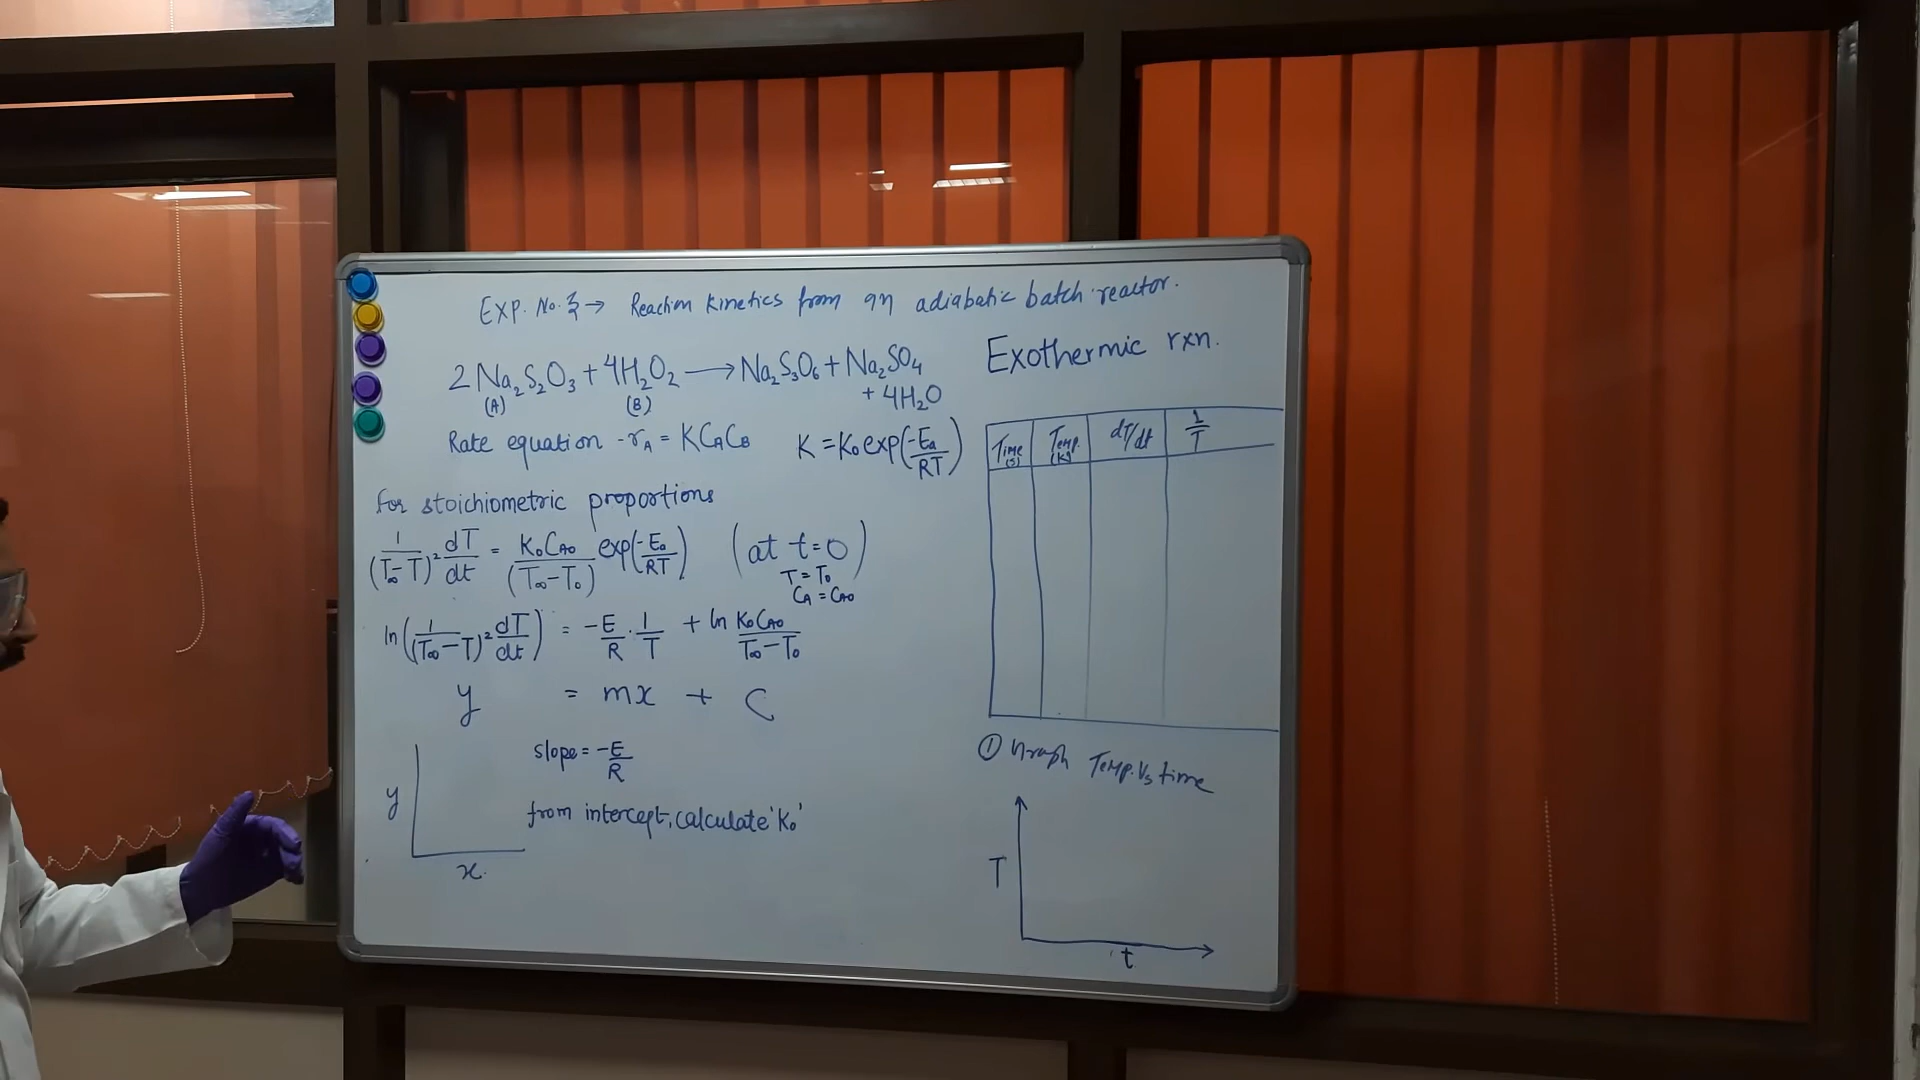 EXP. No. 3 → Reaction kinetics from an adiabatic batch reactor.
Exothermic rxn.
2 Na₂S₂O₃ + 4H₂O₂ → Na₂S₃O₆ + Na₂SO₄
+ 4H₂O
(A) (B)
Rate equation -rA = KCACB K = K₀ exp(-Ea/RT)
For stoichiometric proportions
(1/(T∞-T)²) dT/dt = K₀CA₀/(T∞-T₀) exp(-Ea/RT) (at t=0)
T=T₀
CA = CA₀
ln((1/(T∞-T)²) dT/dt) = -E/R · 1/T + ln K₀CA₀/(T∞-T₀)
y = mx + C
slope = -E/R
from intercept, calculate 'K₀'
y
x
Time (s) Temp. (K) dT/dt 1/T
① Graph Temp. Vs time
T
t